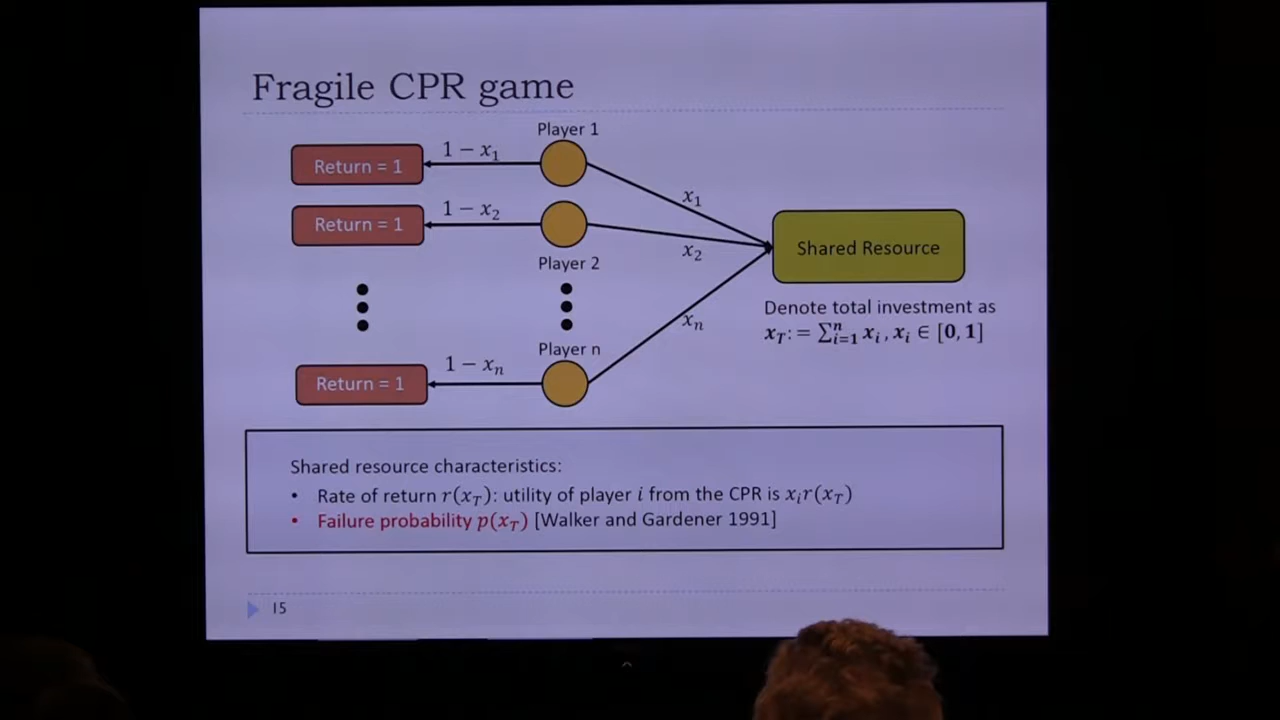 Fragile CPR game
Player 1
Return = 1
1 − x₁
x₁
Return = 1
1 − x₂
x₂
Player 2
Shared Resource
Denote total investment as
x_T: = ∑ⁿᵢ₌₁ xᵢ , xᵢ ∈ [0, 1]
xₙ
Player n
Return = 1
1 − xₙ
Shared resource characteristics:
• Rate of return r(x_T): utility of player i from the CPR is xᵢr(x_T)
• Failure probability p(x_T) [Walker and Gardener 1991]
15